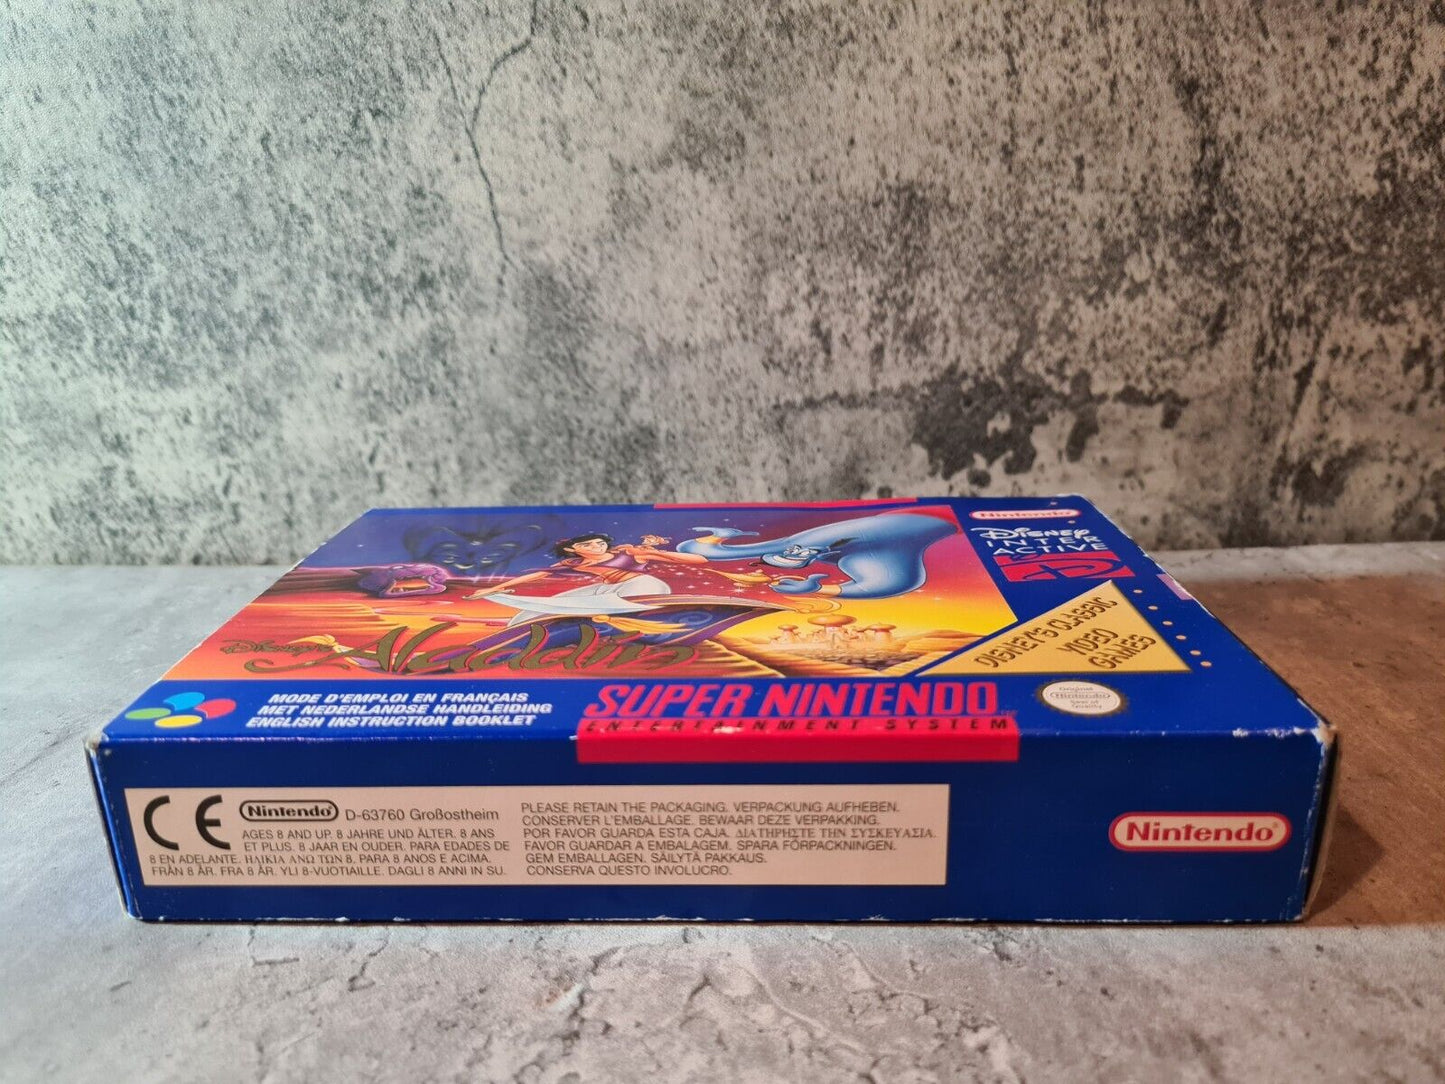 Nintendo
Disney
INTER
ACTIVE
DISNEY'S CLASSIC
VIDEO
GAMES
Disney's
Aladdin
MODE D'EMPLOI EN FRANÇAIS
MET NEDERLANDSE HANDLEIDING
ENGLISH INSTRUCTION BOOKLET
SUPER NINTENDO
ENTERTAINMENT SYSTEM
Original
Nintendo
Seal of
Quality
CE
Nintendo D-63760 Großostheim
AGES 8 AND UP. 8 JAHRE UND ÄLTER. 8 ANS
ET PLUS. 8 JAAR EN OUDER. PARA EDADES DE
8 EN ADELANTE. ΗΛΙΚΙΑ ΑΝΩ ΤΩΝ 8. PARA 8 ANOS E ACIMA.
FRÅN 8 ÅR. FRA 8 ÅR. YLI 8-VUOTIAILLE. DAGLI 8 ANNI IN SU.
PLEASE RETAIN THE PACKAGING. VERPACKUNG AUFHEBEN.
CONSERVER L'EMBALLAGE. BEWAAR DEZE VERPAKKING.
POR FAVOR GUARDA ESTA CAJA. ΔΙΑΤΗΡΗΣΤΕ ΤΗΝ ΣΥΣΚΕΥΑΣΙΑ.
FAVOR GUARDAR A EMBALAGEM. SPARA FÖRPACKNINGEN.
GEM EMBALLAGEN. SÄILYTÄ PAKKAUS.
CONSERVA QUESTO INVOLUCRO.
Nintendo